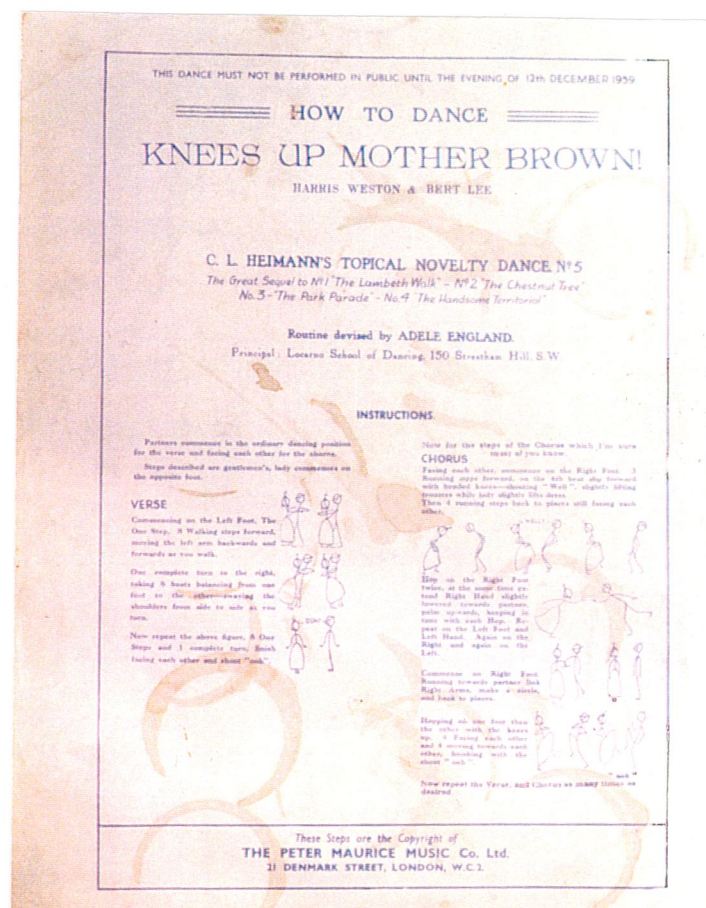 THIS DANCE MUST NOT BE PERFORMED IN PUBLIC UNTIL THE EVENING OF 12th DECEMBER 1939
HOW TO DANCE
KNEES UP MOTHER BROWN!
HARRIS WESTON & BERT LEE
C. L. HEIMANN'S TOPICAL NOVELTY DANCE Nº5
The Great Sequel to Nº1 "The Lambeth Walk" - Nº2 "The Chestnut Tree"
No. 3 - "The Park Parade" - No. 4 "The Handsome Territorial"
Routine devised by ADELE ENGLAND.
Principal: Locarno School of Dancing, 150 Streatham Hill, S.W.
INSTRUCTIONS
Partners commence in the ordinary dancing position
for the verse and facing each other for the chorus.
Steps described are gentlemen's, lady commences on
the opposite foot.
VERSE
Commencing on the Left Foot, The
One Step, 8 Walking steps forward,
moving the left arm backwards and
forwards as you walk.
One complete turn to the right,
taking 8 beats balancing from one
foot to the other—swaying the
shoulders from side to side as you
turn.
Now repeat the above figure, 8 One
Steps and 1 complete turn, finish
facing each other and shout "ooh".
"OOH"
Now for the steps of the Chorus which I'm sure
most of you know.
CHORUS
Facing each other, commence on the Right Foot. 3
Running steps forward, on the 4th beat slip forward
with bended knees—shouting "Well", slightly lifting
trousers while lady slightly lifts dress.
Then 4 running steps back to places still facing each
other.
"WELL"
Hop on the Right Foot
twice, at the same time ex-
tend Right Hand slightly
lowered towards partner,
palm upwards, keeping in
time with each Hop. Re-
peat on the Left Foot and
Left Hand. Again on the
Right and again on the
Left.
Commence on Right Foot.
Running towards partner link
Right Arms, make a circle,
and back to places.
Hopping on one foot then
the other with the knees
up. 4 Facing each other
and 4 moving towards each
other, finishing with the
shout "ooh".
"ooh"
Now repeat the Verse, and Chorus as many times as
desired
These Steps are the Copyright of
THE PETER MAURICE MUSIC Co. Ltd.
21 DENMARK STREET, LONDON, W.C.2.